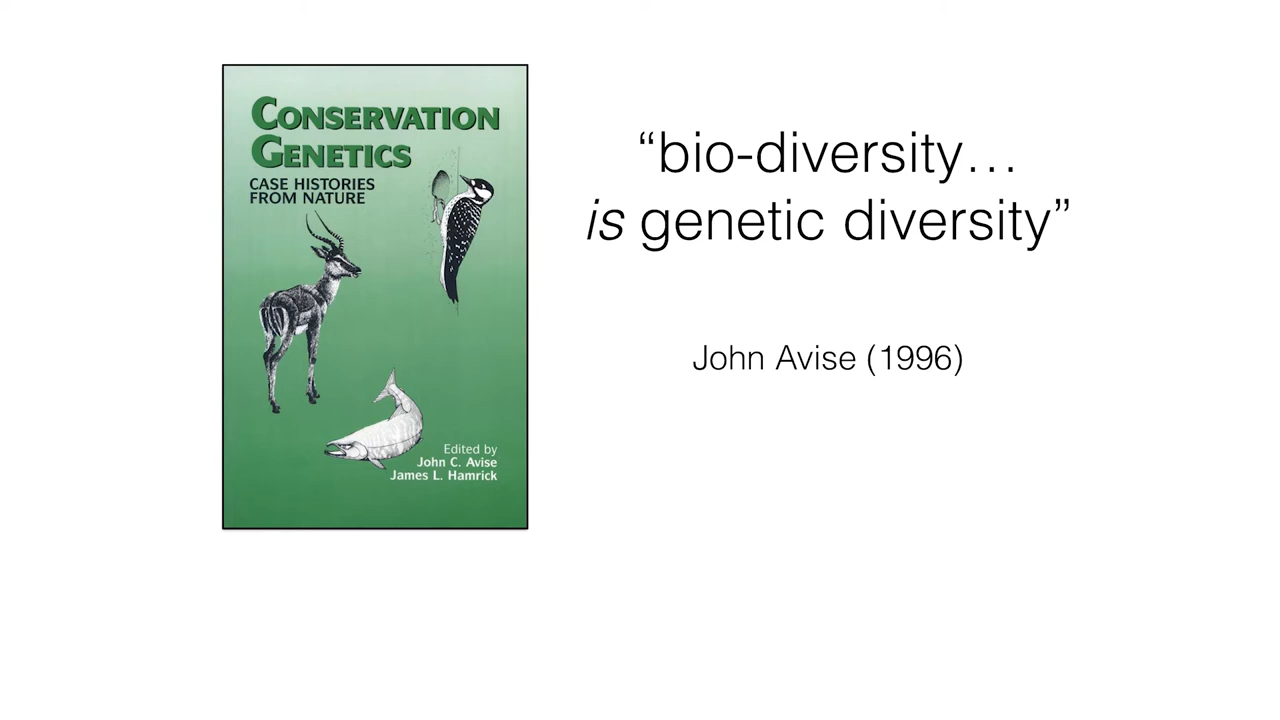 CONSERVATION
GENETICS
CASE HISTORIES
FROM NATURE
Edited by
John C. Avise
James L. Hamrick
“bio-diversity…
is genetic diversity”
John Avise (1996)